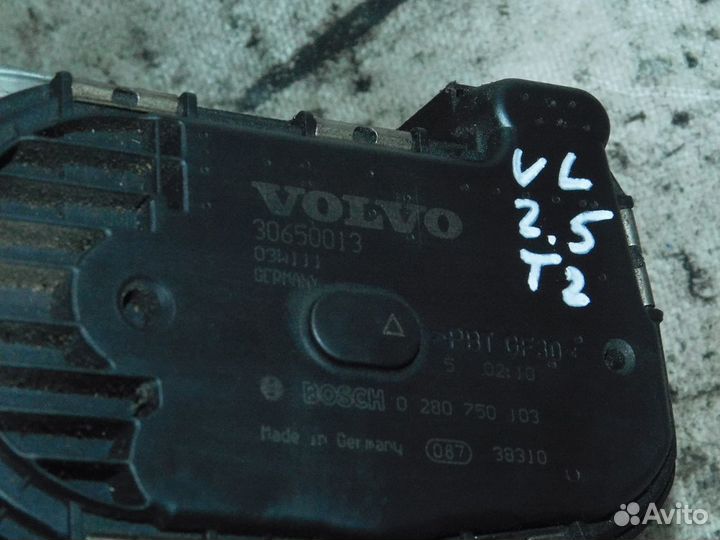 VOLVO
30650013
03W111
GERMANY
>PBT GF30<
5 02:10
BOSCH 0 280 750 103
Made in Germany 087 38310
VL
2.5
T2
Avito